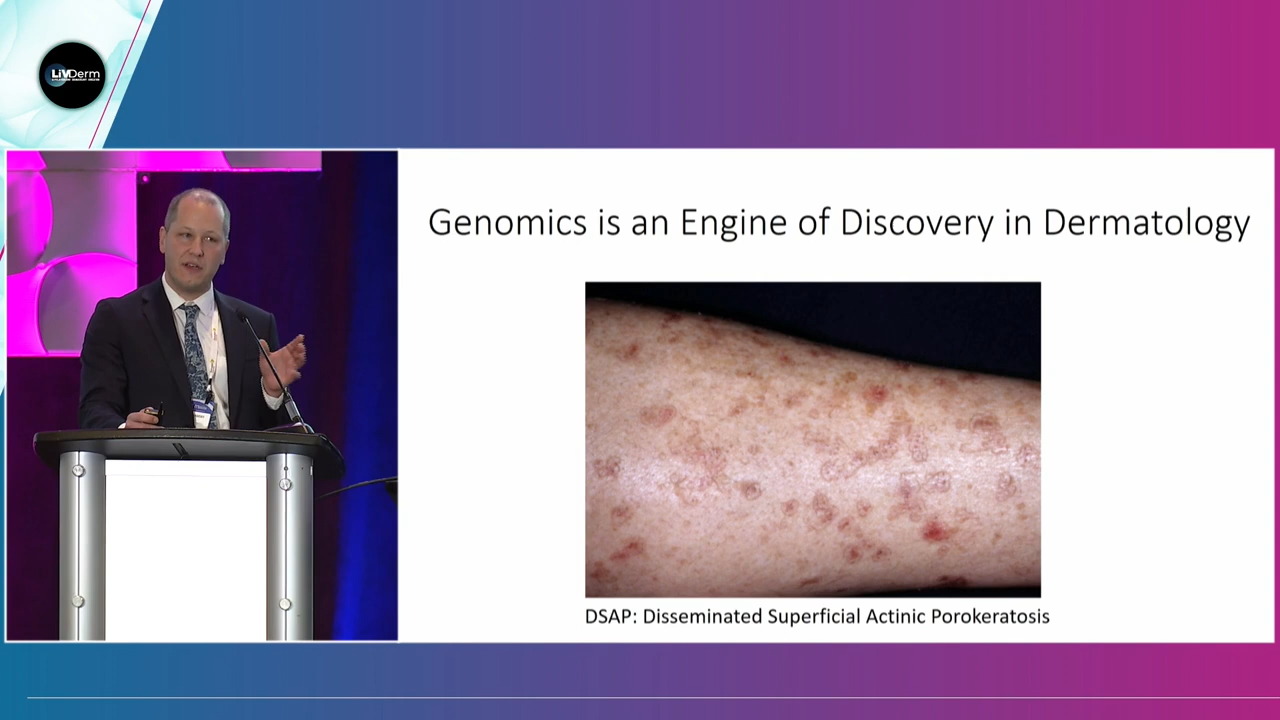 LiVDerm
Genomics is an Engine of Discovery in Dermatology
DSAP: Disseminated Superficial Actinic Porokeratosis